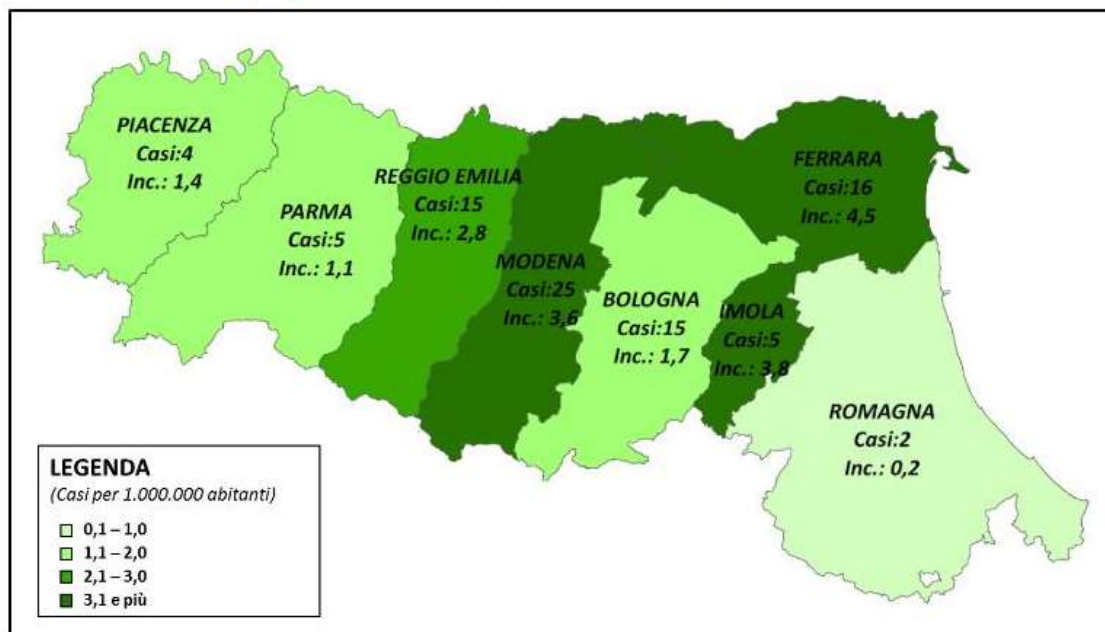 PIACENZA
Casi:4
Inc.: 1,4
PARMA
Casi:5
Inc.: 1,1
REGGIO EMILIA
Casi:15
Inc.: 2,8
MODENA
Casi:25
Inc.: 3,6
BOLOGNA
Casi:15
Inc.: 1,7
FERRARA
Casi:16
Inc.: 4,5
IMOLA
Casi:5
Inc.: 3,8
ROMAGNA
Casi:2
Inc.: 0,2
LEGENDA
(Casi per 1.000.000 abitanti)
0,1 – 1,0
1,1 – 2,0
2,1 – 3,0
3,1 e più